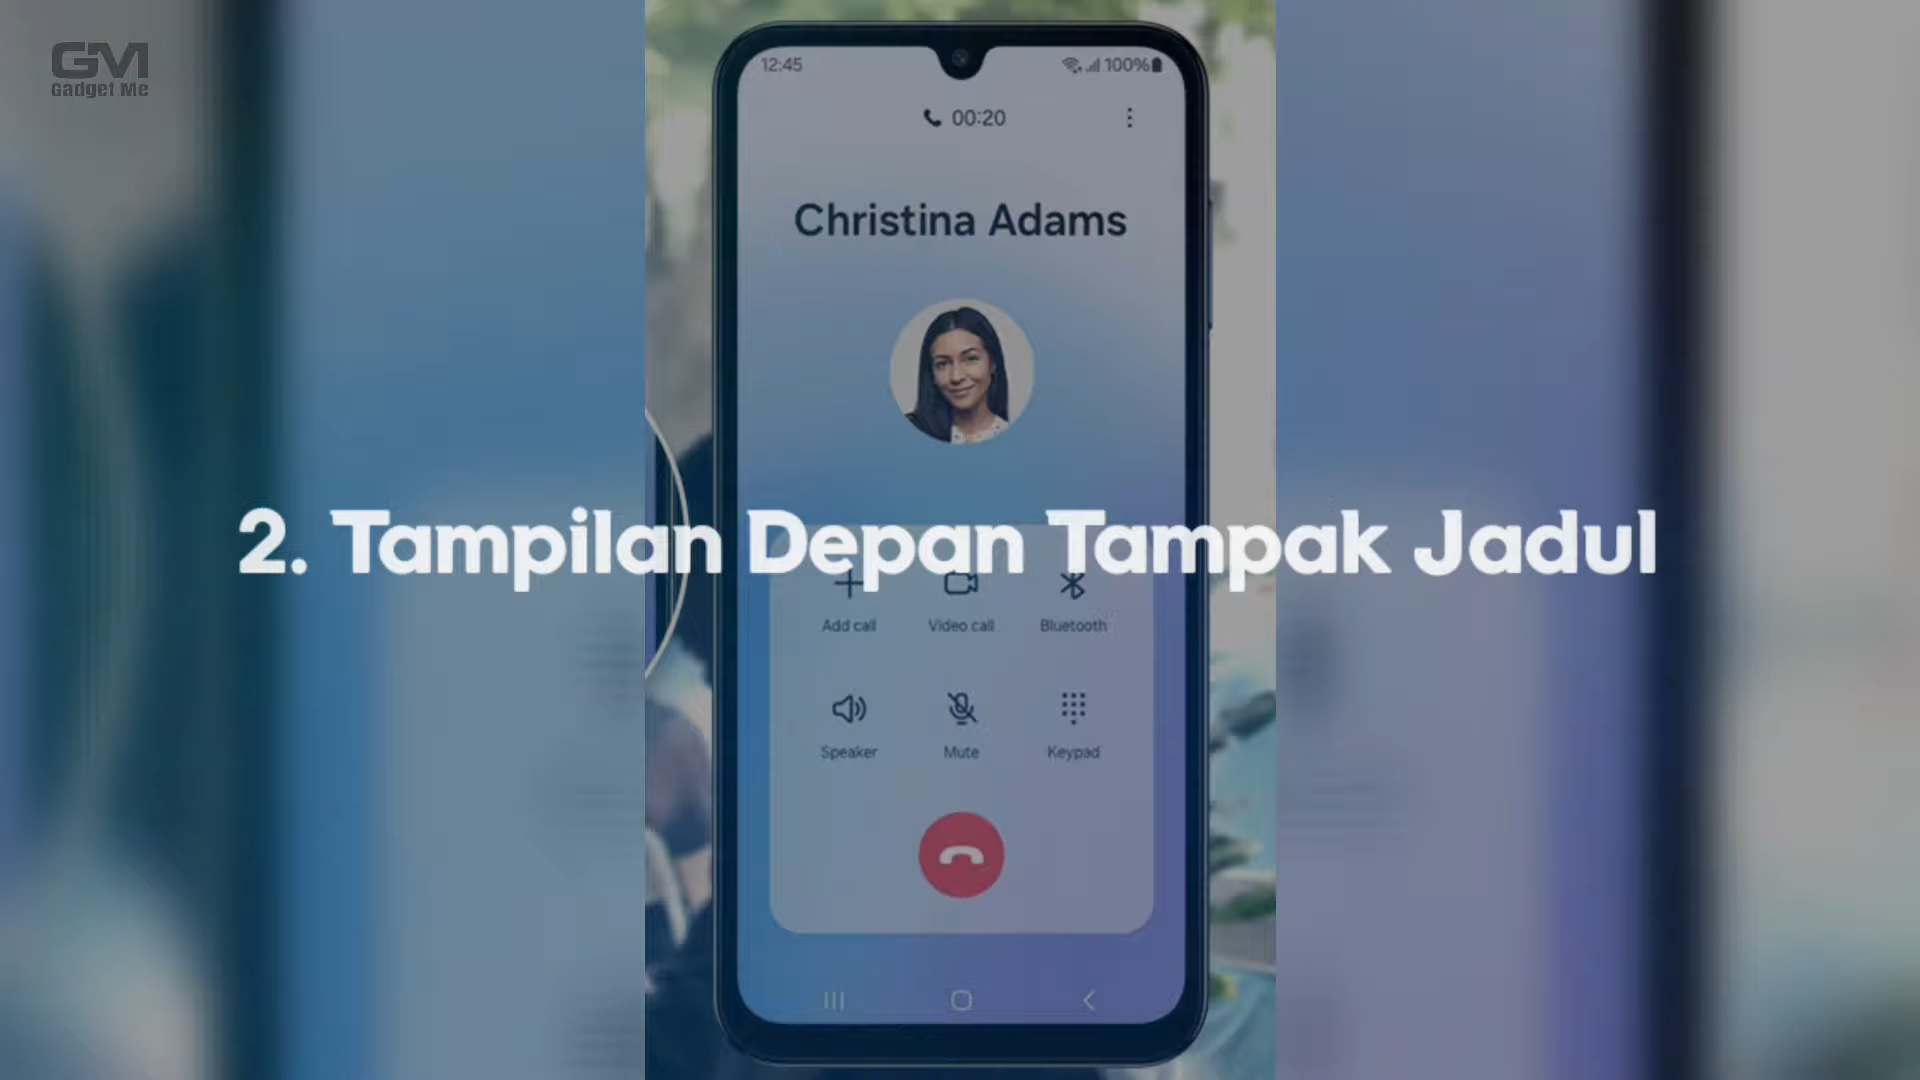 GM
Gadget Me
12:45
100%
00:20
Christina Adams
2. Tampilan Depan Tampak Jadul
Add call
Video call
Bluetooth
Speaker
Mute
Keypad